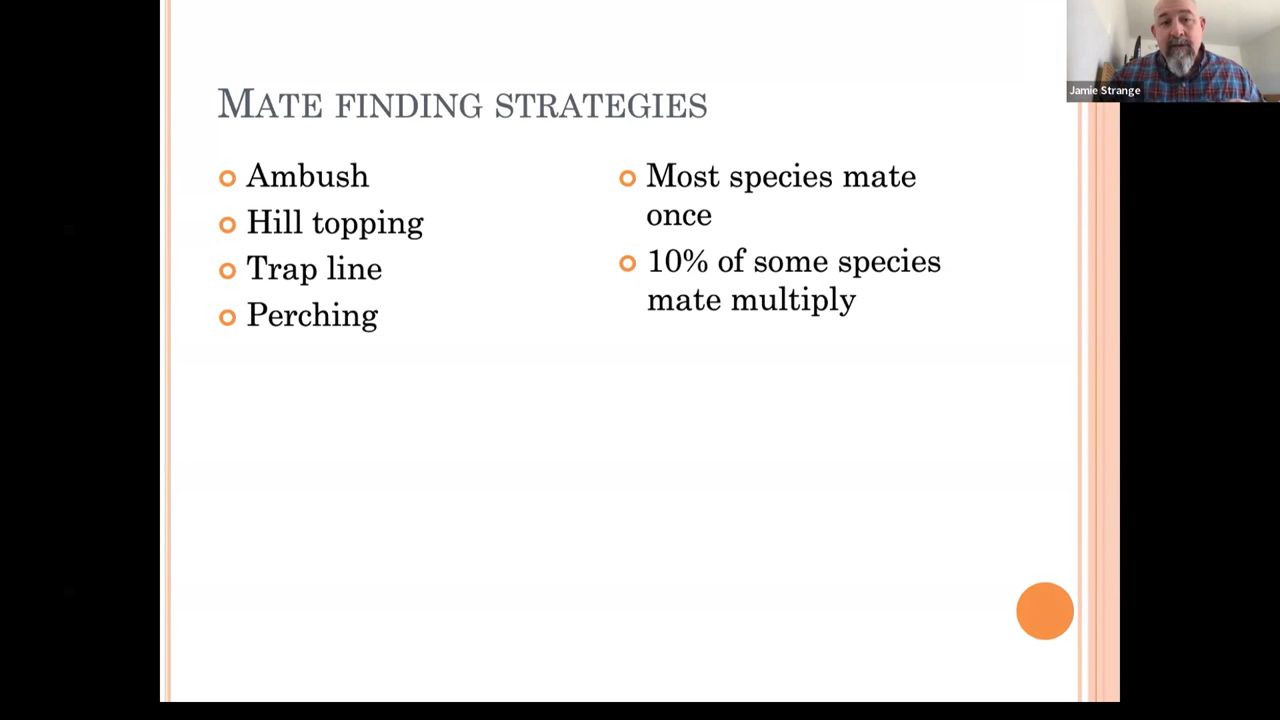 MATE FINDING STRATEGIES
Ambush
Hill topping
Trap line
Perching
Most species mate
once
10% of some species
mate multiply
Jamie Strange